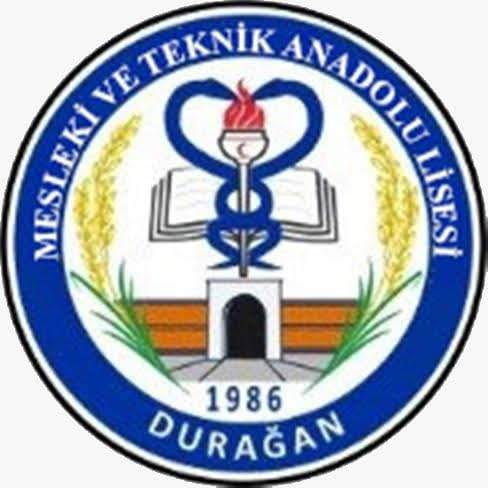 MESLEKİ VE TEKNİK ANADOLU LİSESİ
1986
DURAĞAN